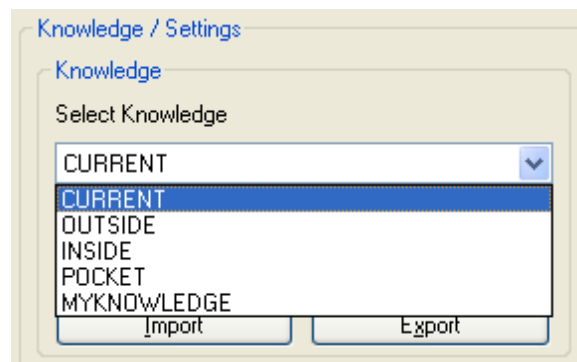 Knowledge / Settings
Knowledge
Select Knowledge
CURRENT
CURRENT
OUTSIDE
INSIDE
POCKET
MYKNOWLEDGE
Import Export